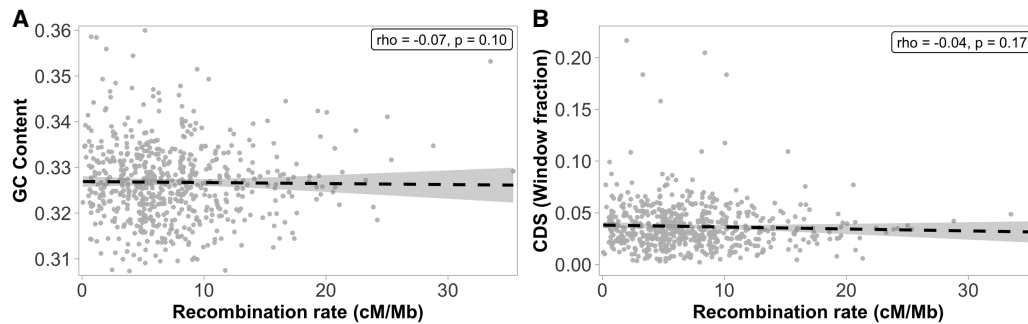 A
rho = -0.07, p = 0.10
GC Content
0.36
0.35
0.34
0.33
0.32
0.31
0
10
20
30
Recombination rate (cM/Mb)
B
rho = -0.04, p = 0.17
CDS (Window fraction)
0.20
0.15
0.10
0.05
0.00
0
10
20
30
Recombination rate (cM/Mb)